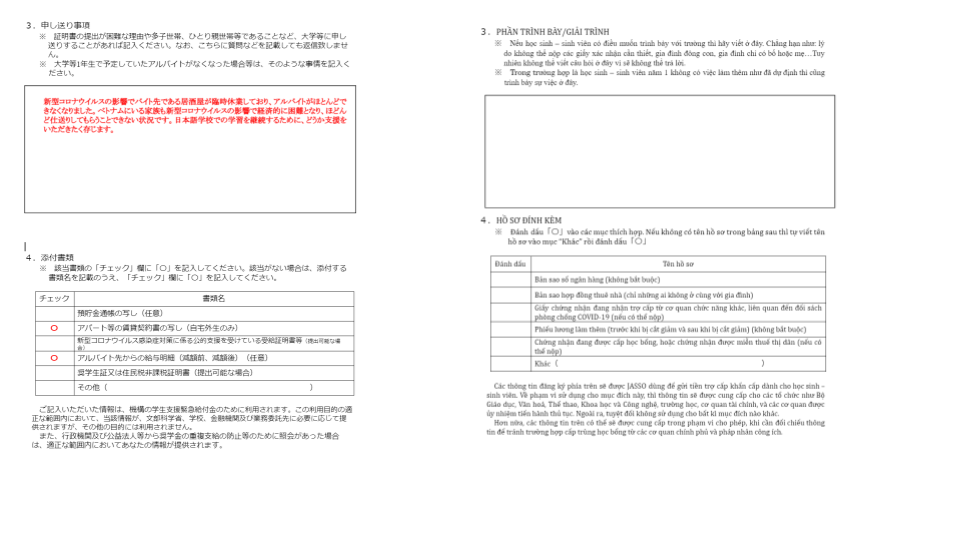 ３．申し送り事項
※　証明書の提出が困難な理由や多子世帯、ひとり親世帯等であることなど、大学等に申し
送りすることがあれば記入ください。なお、こちらに質問などを記載しても返信致しませ
ん。
※　大学等1年生で予定していたアルバイトがなくなった場合等は、そのような事情を記入く
ださい。
新型コロナウイルスの影響でバイト先である居酒屋が臨時休業しており、アルバイトがほとんどで
きなくなりました。ベトナムにいる家族も新型コロナウイルスの影響で経済的に困難となり、ほとん
ど仕送りしてもらうことできない状況です。日本語学校での学習を継続するために、どうか支援を
いただきたく存じます。
４．添付書類
※　該当書類の「チェック」欄に「〇」を記入してください。該当がない場合は、添付する
書類名を記載のうえ、「チェック」欄に「〇」を記入してください。
チェック　書類名
預貯金通帳の写し（任意）
〇　アパート等の賃貸契約書の写し（自宅外生のみ）
新型コロナウイルス感染症対策に係る公的支援を受けている受給証明書等（提出可能な場
合）
〇　アルバイト先からの給与明細（減額前、減額後）（任意）
奨学生証又は住民税非課税証明書（提出可能な場合）
その他（　　　　）
ご記入いただいた情報は、機構の学生支援緊急給付金のために利用されます。この利用目的の適
正な範囲内において、当該情報が、文部科学省、学校、金融機関及び業務委託先に必要に応じて提
供されますが、その他の目的には利用されません。
また、行政機関及び公益法人等から奨学金の重複支給の防止等のために照会があった場合
は、適正な範囲内においてあなたの情報が提供されます。
3．PHẦN TRÌNH BÀY/GIẢI TRÌNH
※　Nếu học sinh – sinh viên có điều muốn trình bày với trường thì hãy viết ở đây. Chẳng hạn như: lý
do không thể nộp các giấy xác nhận cần thiết, gia đình đông con, gia đình chỉ có bố hoặc mẹ…Tuy
nhiên không thể viết câu hỏi ở đây vì sẽ không thể trả lời.
※　Trong trường hợp là học sinh – sinh viên năm 1 không có việc làm thêm như đã dự định thì cũng
trình bày sự việc ở đây.
4．HỒ SƠ ĐÍNH KÈM
※　Đánh dấu「〇」vào các mục thích hợp. Nếu không có tên hồ sơ trong bảng sau thì tự viết tên
hồ sơ vào mục "Khác" rồi đánh dấu「〇」
Đánh dấu　Tên hồ sơ
Bản sao sổ ngân hàng (không bắt buộc)
Bản sao hợp đồng thuê nhà (chỉ những ai không ở cùng với gia đình)
Giấy chứng nhận đang nhận trợ cấp từ cơ quan chức năng khác, liên quan đến đối sách
phòng chống COVID-19 (nếu có thể nộp)
Phiếu lương làm thêm (trước khi bị cắt giảm và sau khi bị cắt giảm) (không bắt buộc)
Chứng nhận đang được cấp học bổng, hoặc chứng nhận được miễn thuế thị dân (nếu có
thể nộp)
Khác（　　　　）
Các thông tin đăng ký phía trên sẽ được JASSO dùng để gửi tiền trợ cấp khẩn cấp dành cho học sinh –
sinh viên. Về phạm vi sử dụng cho mục đích này, thì thông tin sẽ được cung cấp cho các tổ chức như Bộ
Giáo dục, Văn hoá, Thể thao, Khoa học và Công nghệ, trường học, cơ quan tài chính, và các cơ quan được
ủy nhiệm tiến hành thủ tục. Ngoài ra, tuyệt đối không sử dụng cho bất kì mục đích nào khác.
Hơn nữa, các thông tin trên có thể sẽ được cung cấp trong phạm vi cho phép, khi cần đối chiếu thông
tin để tránh trường hợp cấp trùng học bổng từ các cơ quan chính phủ và pháp nhân công ích.